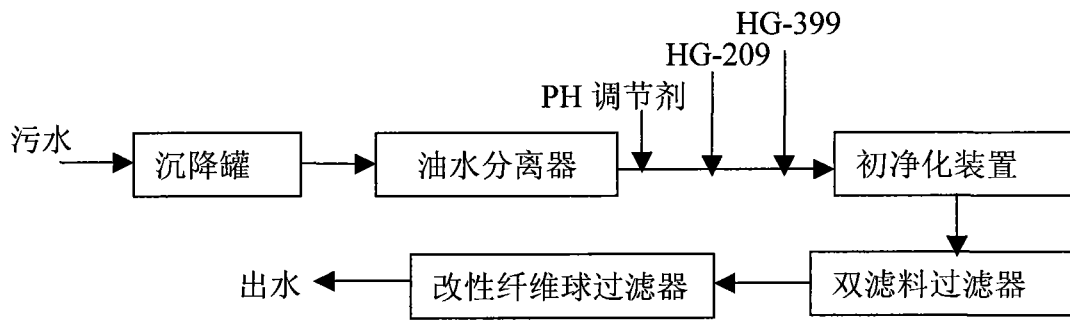 HG-399
HG-209
PH 调节剂
污水
沉降罐
油水分离器
初净化装置
出水
改性纤维球过滤器
双滤料过滤器